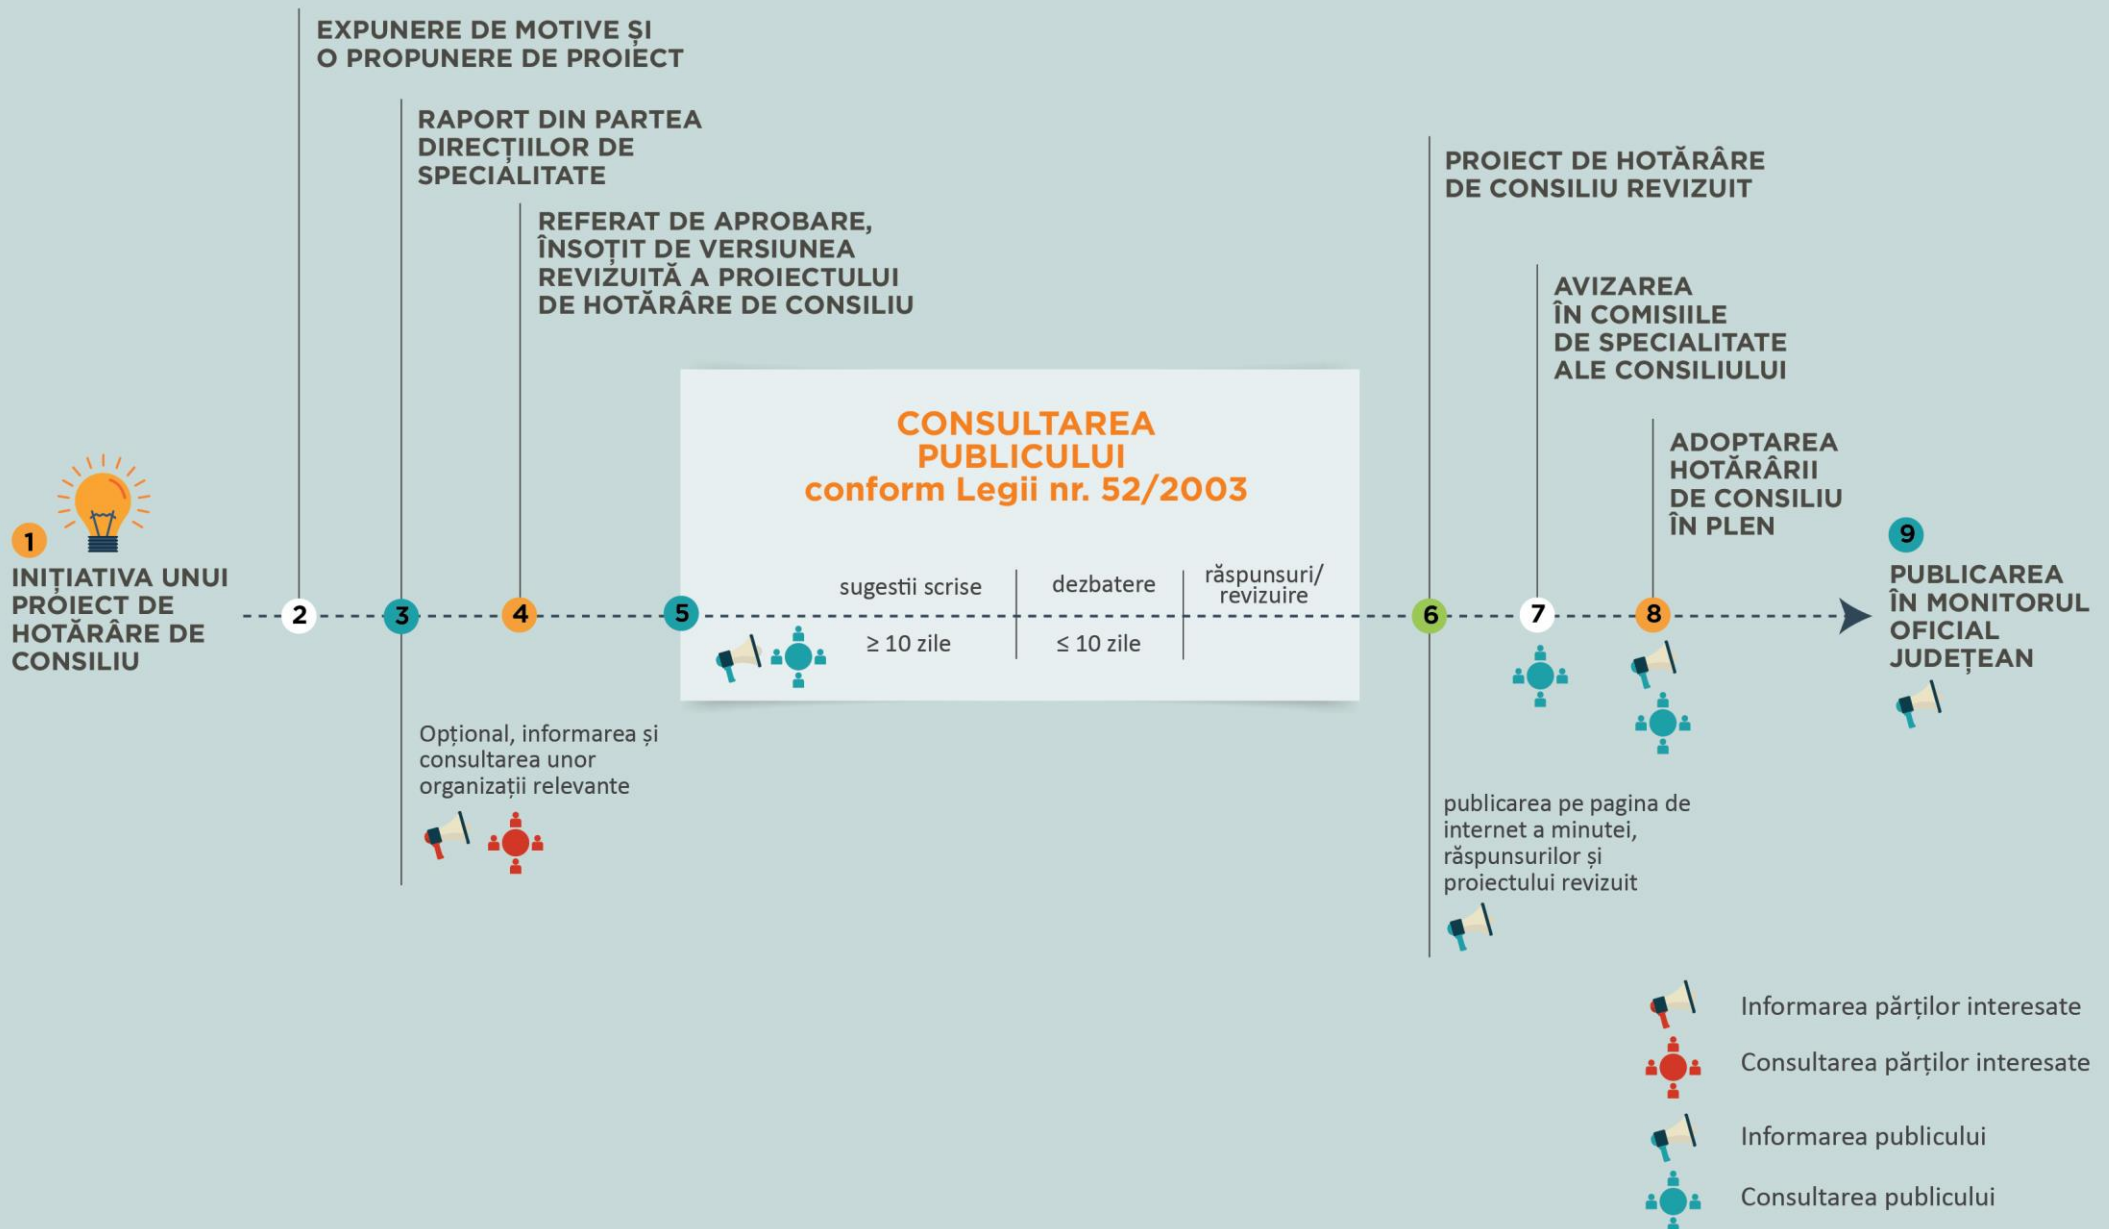 1
INIȚIATIVA UNUI
PROIECT DE
HOTĂRÂRE DE
CONSILIU
2
EXPUNERE DE MOTIVE ȘI
O PROPUNERE DE PROIECT
3
RAPORT DIN PARTEA
DIRECȚIILOR DE
SPECIALITATE
Opțional, informarea și
consultarea unor
organizații relevante
4
REFERAT DE APROBARE,
ÎNSOȚIT DE VERSIUNEA
REVIZUITĂ A PROIECTULUI
DE HOTĂRÂRE DE CONSILIU
5
CONSULTAREA
PUBLICULUI
conform Legii nr. 52/2003
sugestii scrise
≥ 10 zile
dezbatere
≤ 10 zile
răspunsuri/
revizuire
6
PROIECT DE HOTĂRÂRE
DE CONSILIU REVIZUIT
publicarea pe pagina de
internet a minutei,
răspunsurilor și
proiectului revizuit
7
AVIZAREA
ÎN COMISIILE
DE SPECIALITATE
ALE CONSILIULUI
8
ADOPTAREA
HOTĂRÂRII
DE CONSILIU
ÎN PLEN
9
PUBLICAREA
ÎN MONITORUL
OFICIAL
JUDEȚEAN
Informarea părților interesate
Consultarea părților interesate
Informarea publicului
Consultarea publicului